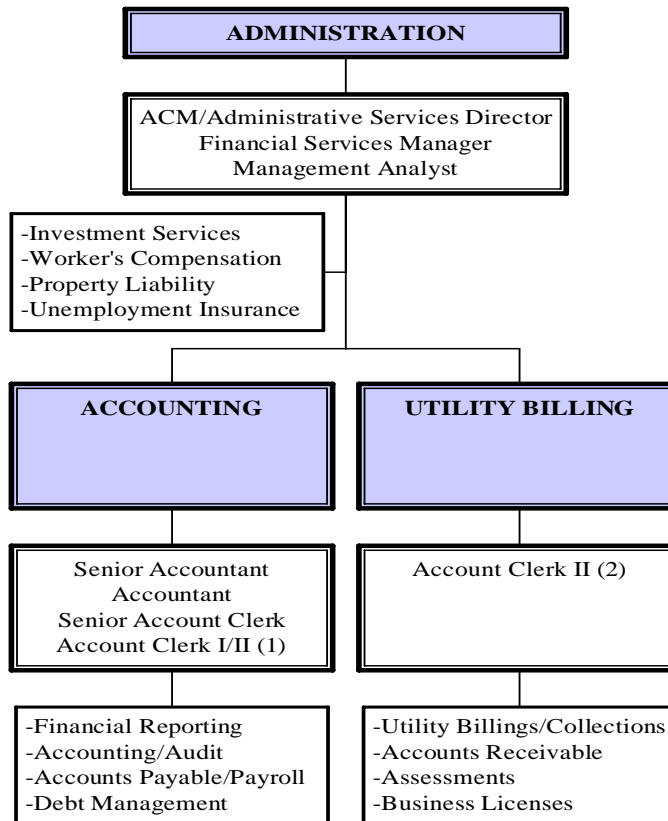 ADMINISTRATION
ACM/Administrative Services Director
Financial Services Manager
Management Analyst
-Investment Services
-Worker's Compensation
-Property Liability
-Unemployment Insurance
ACCOUNTING
UTILITY BILLING
Senior Accountant
Accountant
Senior Account Clerk
Account Clerk I/II (1)
Account Clerk II (2)
-Financial Reporting
-Accounting/Audit
-Accounts Payable/Payroll
-Debt Management
-Utility Billings/Collections
-Accounts Receivable
-Assessments
-Business Licenses